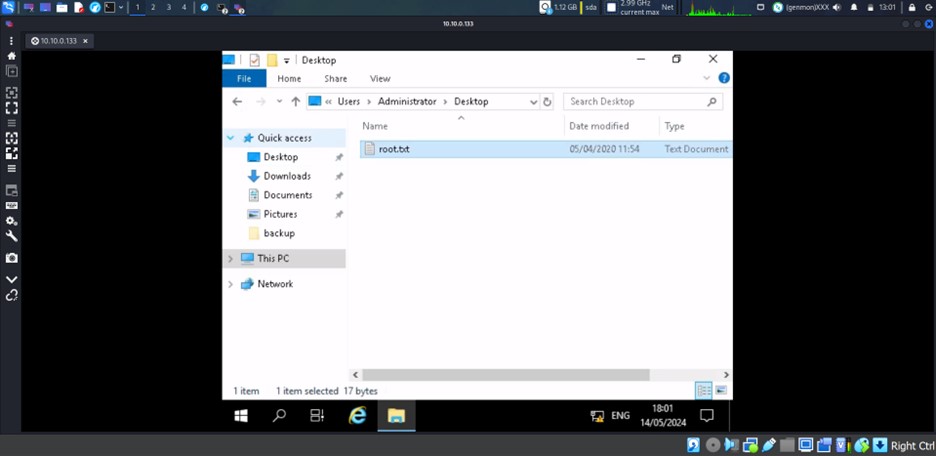 1 2 3 4 1.12 GB sda 2.99 GHz current max Net (genmon)XXX 13:01
10.10.0.133
10.10.0.133 ×
Desktop
File Home Share View
« Users › Administrator › Desktop Search Desktop
Name Date modified Type
Quick access
root.txt 05/04/2020 11:54 Text Document
Desktop
Downloads
Documents
Pictures
backup
This PC
Network
1 item 1 item selected 17 bytes
ENG 18:01
14/05/2024
Right Ctrl